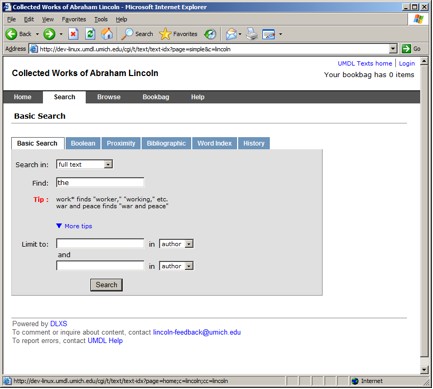 Collected Works of Abraham Lincoln - Microsoft Internet Explorer
File Edit View Favorites Tools Help
Back Search Favorites
Address http://dev-linux.umdl.umich.edu/cgi/t/text/text-idx?page=simple&c=lincoln Go
UMDL Texts home | Login
Collected Works of Abraham Lincoln
Your bookbag has 0 items
Home Search Browse Bookbag Help
Basic Search
Basic Search Boolean Proximity Bibliographic Word Index History
Search in: full text
Find: the
Tip : work* finds "worker," "working," etc.
war and peace finds "war and peace"
More tips
Limit to: in author
and
in author
Search
Powered by DLXS
To comment or inquire about content, contact lincoln-feedback@umich.edu
To report errors, contact UMDL Help
http://dev-linux.umdl.umich.edu/cgi/t/text/text-idx?page=home;c=lincoln;cc=lincoln Internet